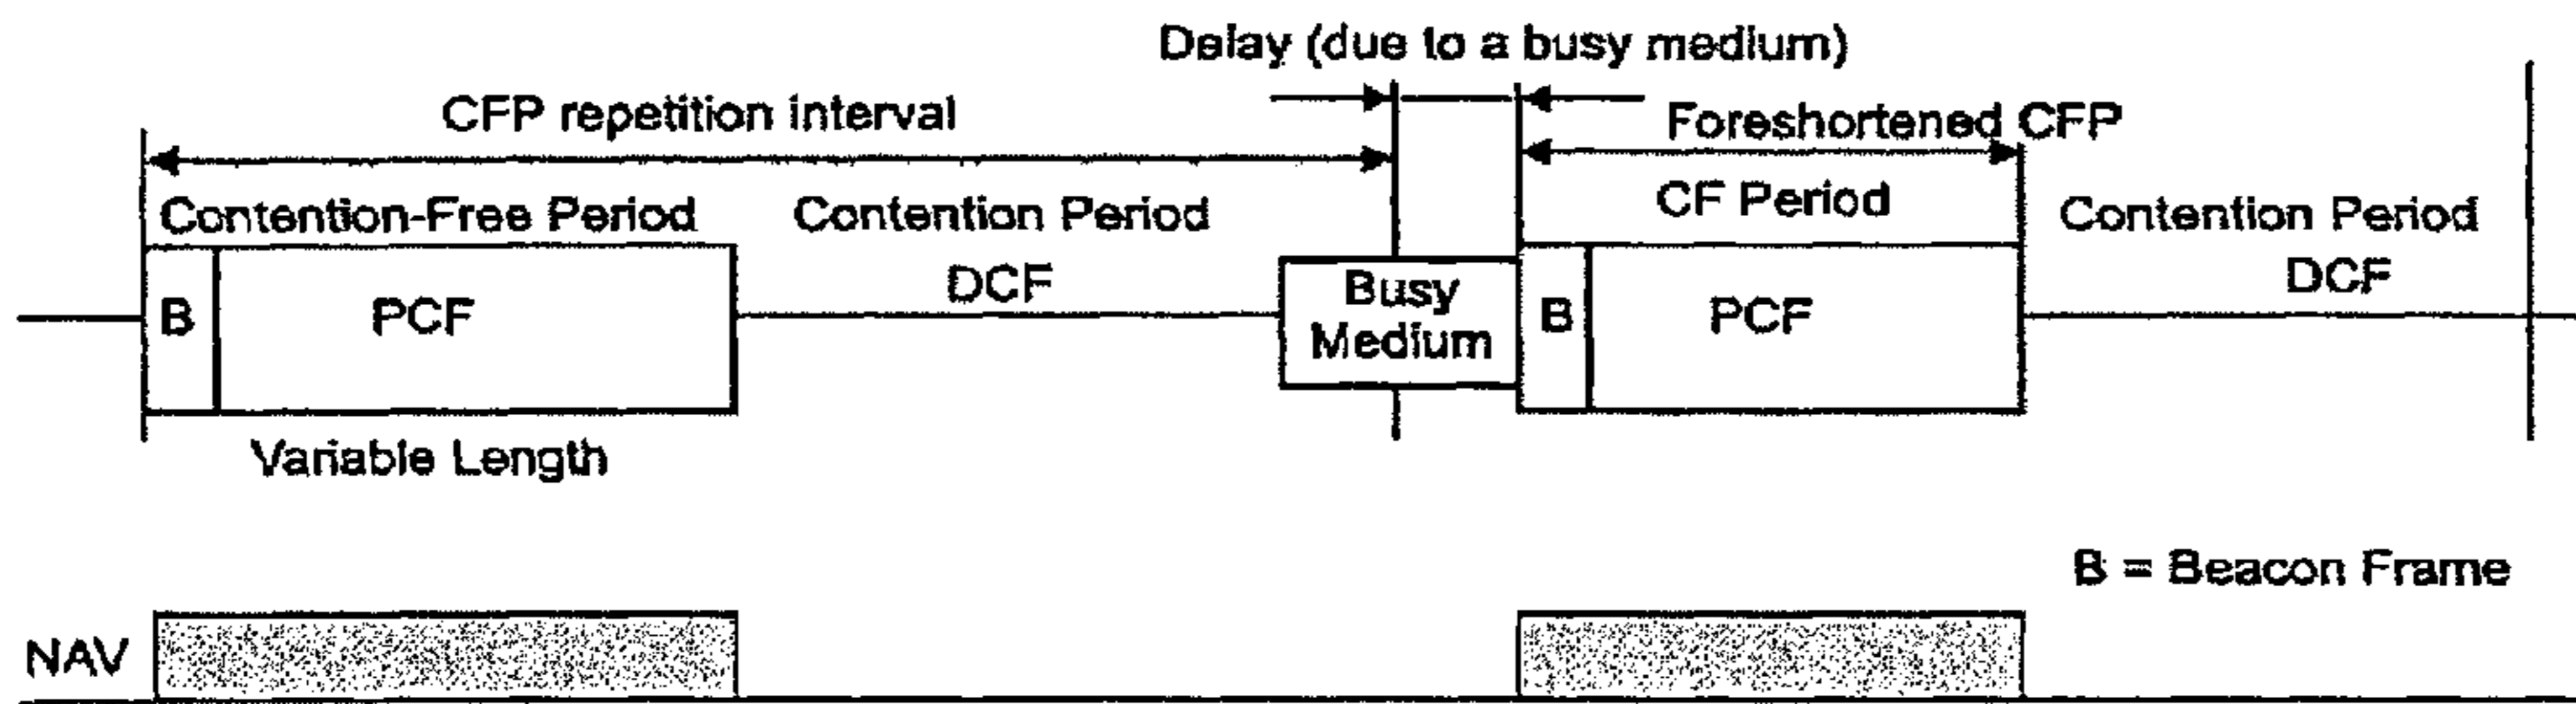 Delay (due to a busy medium)
CFP repetition interval
Foreshortened CFP
Contention-Free Period
Contention Period
CF Period
Contention Period
B
PCF
DCF
Busy
Medium
B
PCF
DCF
Variable Length
B = Beacon Frame
NAV